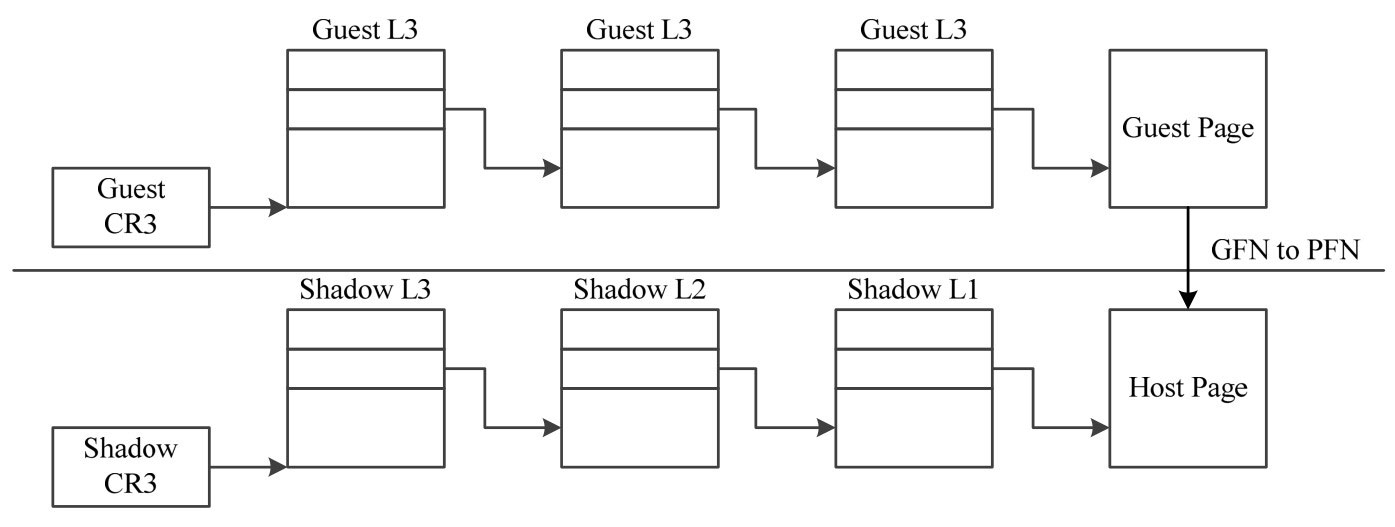 Guest L3
Guest L3
Guest L3
Guest Page
Guest
CR3
GFN to PFN
Shadow L3
Shadow L2
Shadow L1
Host Page
Shadow
CR3